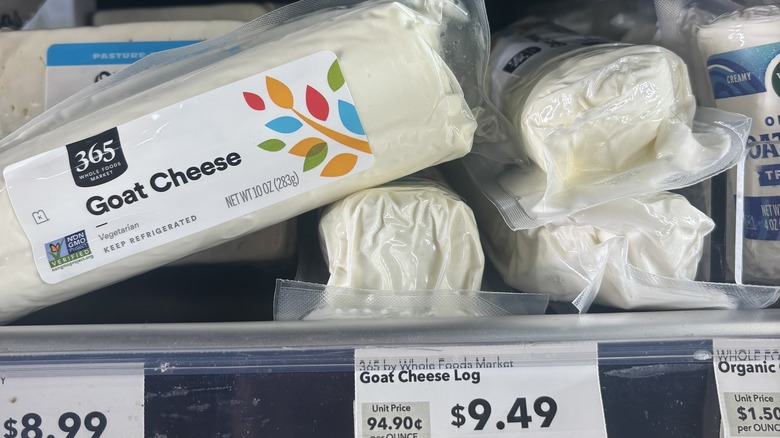 PASTURE
365
WHOLE FOODS
MARKET
Goat Cheese
Vegetarian
NET WT 10 OZ (283g)
KEEP REFRIGERATED
NON
GMO
VERIFIED
CREAMY
$8.99
365 by Whole Foods Market
Goat Cheese Log
Unit Price
94.90¢
per OUNCE
$9.49
WHOLE F
Organic
Unit Price
$1.50
per OUNC